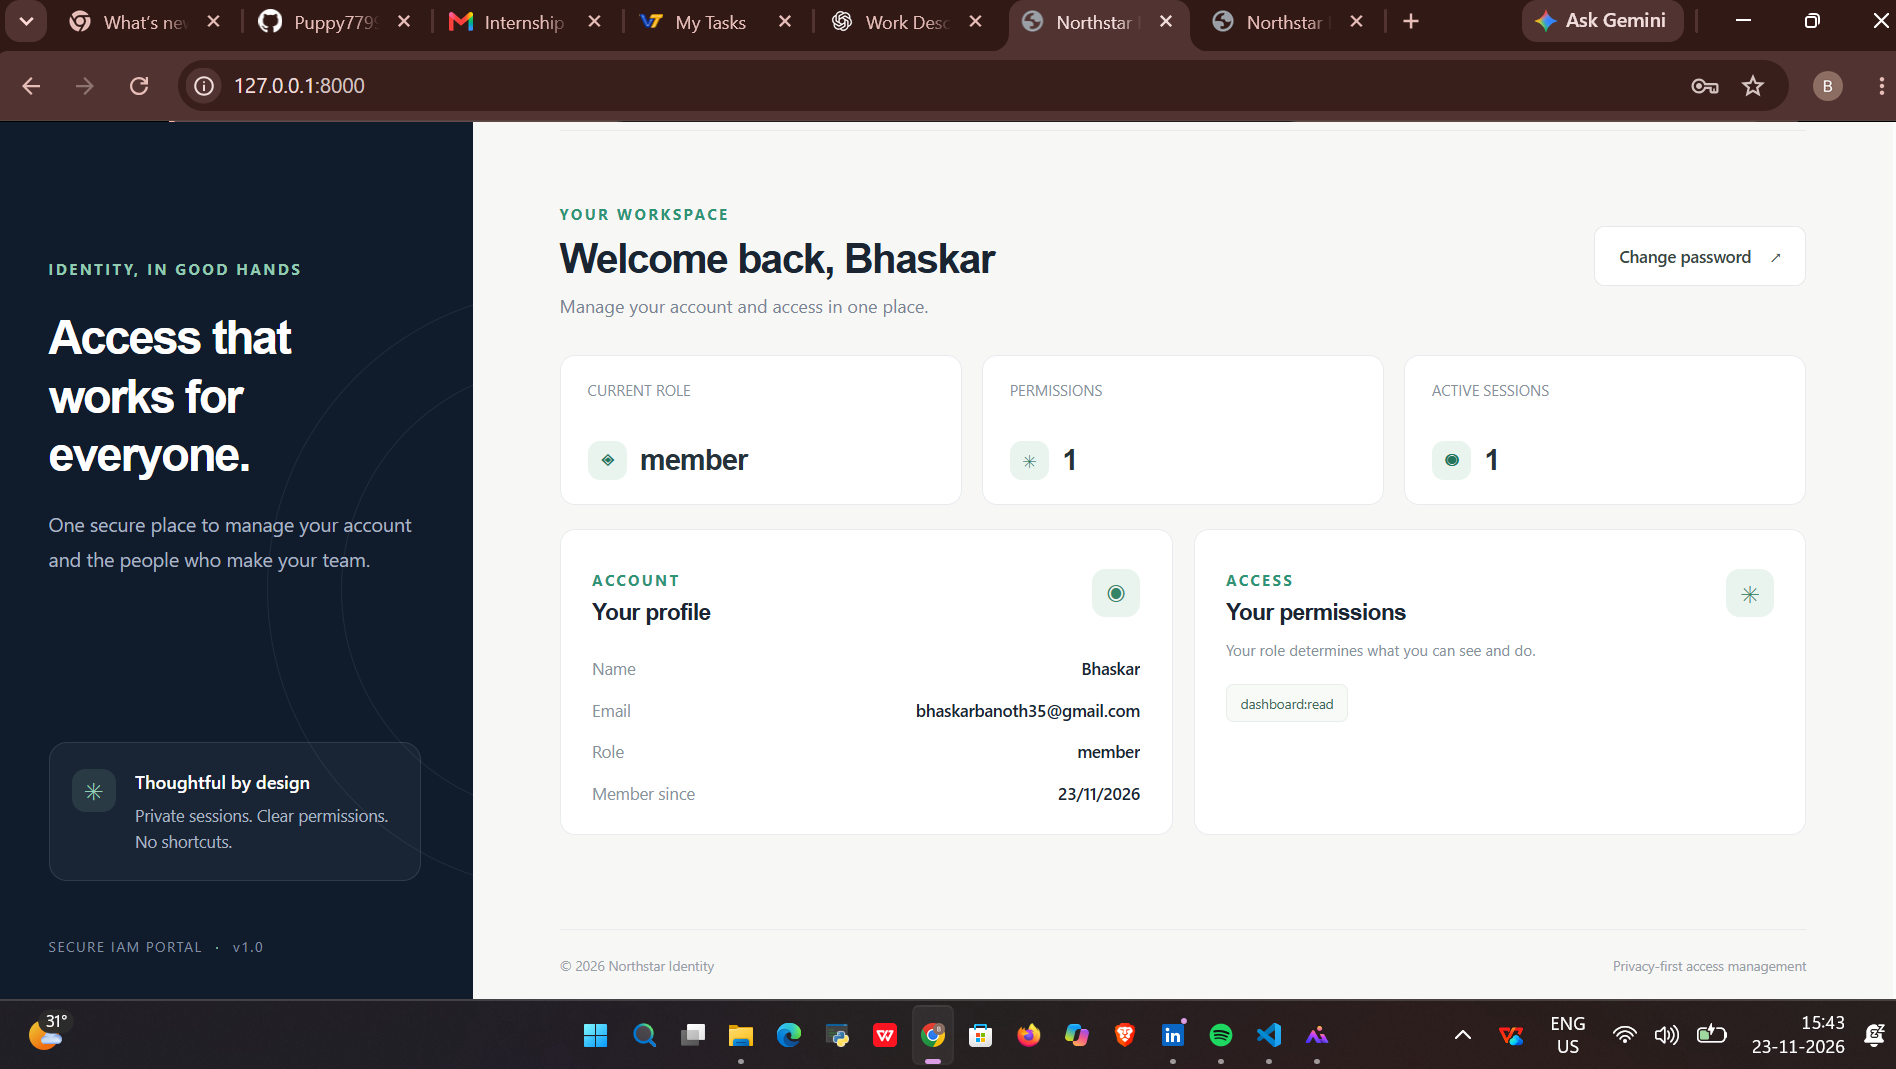 What's ne
Puppy779
Internship
My Tasks
Work Desc
Northstar
Northstar
Ask Gemini
127.0.0.1:8000
B
IDENTITY, IN GOOD HANDS
Access that
works for
everyone.
One secure place to manage your account
and the people who make your team.
Thoughtful by design
Private sessions. Clear permissions.
No shortcuts.
SECURE IAM PORTAL · v1.0
YOUR WORKSPACE
Welcome back, Bhaskar
Manage your account and access in one place.
Change password ↗
CURRENT ROLE
member
PERMISSIONS
1
ACTIVE SESSIONS
1
ACCOUNT
Your profile
Name Bhaskar
Email bhaskarbanoth35@gmail.com
Role member
Member since 23/11/2026
ACCESS
Your permissions
Your role determines what you can see and do.
dashboard:read
© 2026 Northstar Identity
Privacy-first access management
31°
ENG
US
15:43
23-11-2026